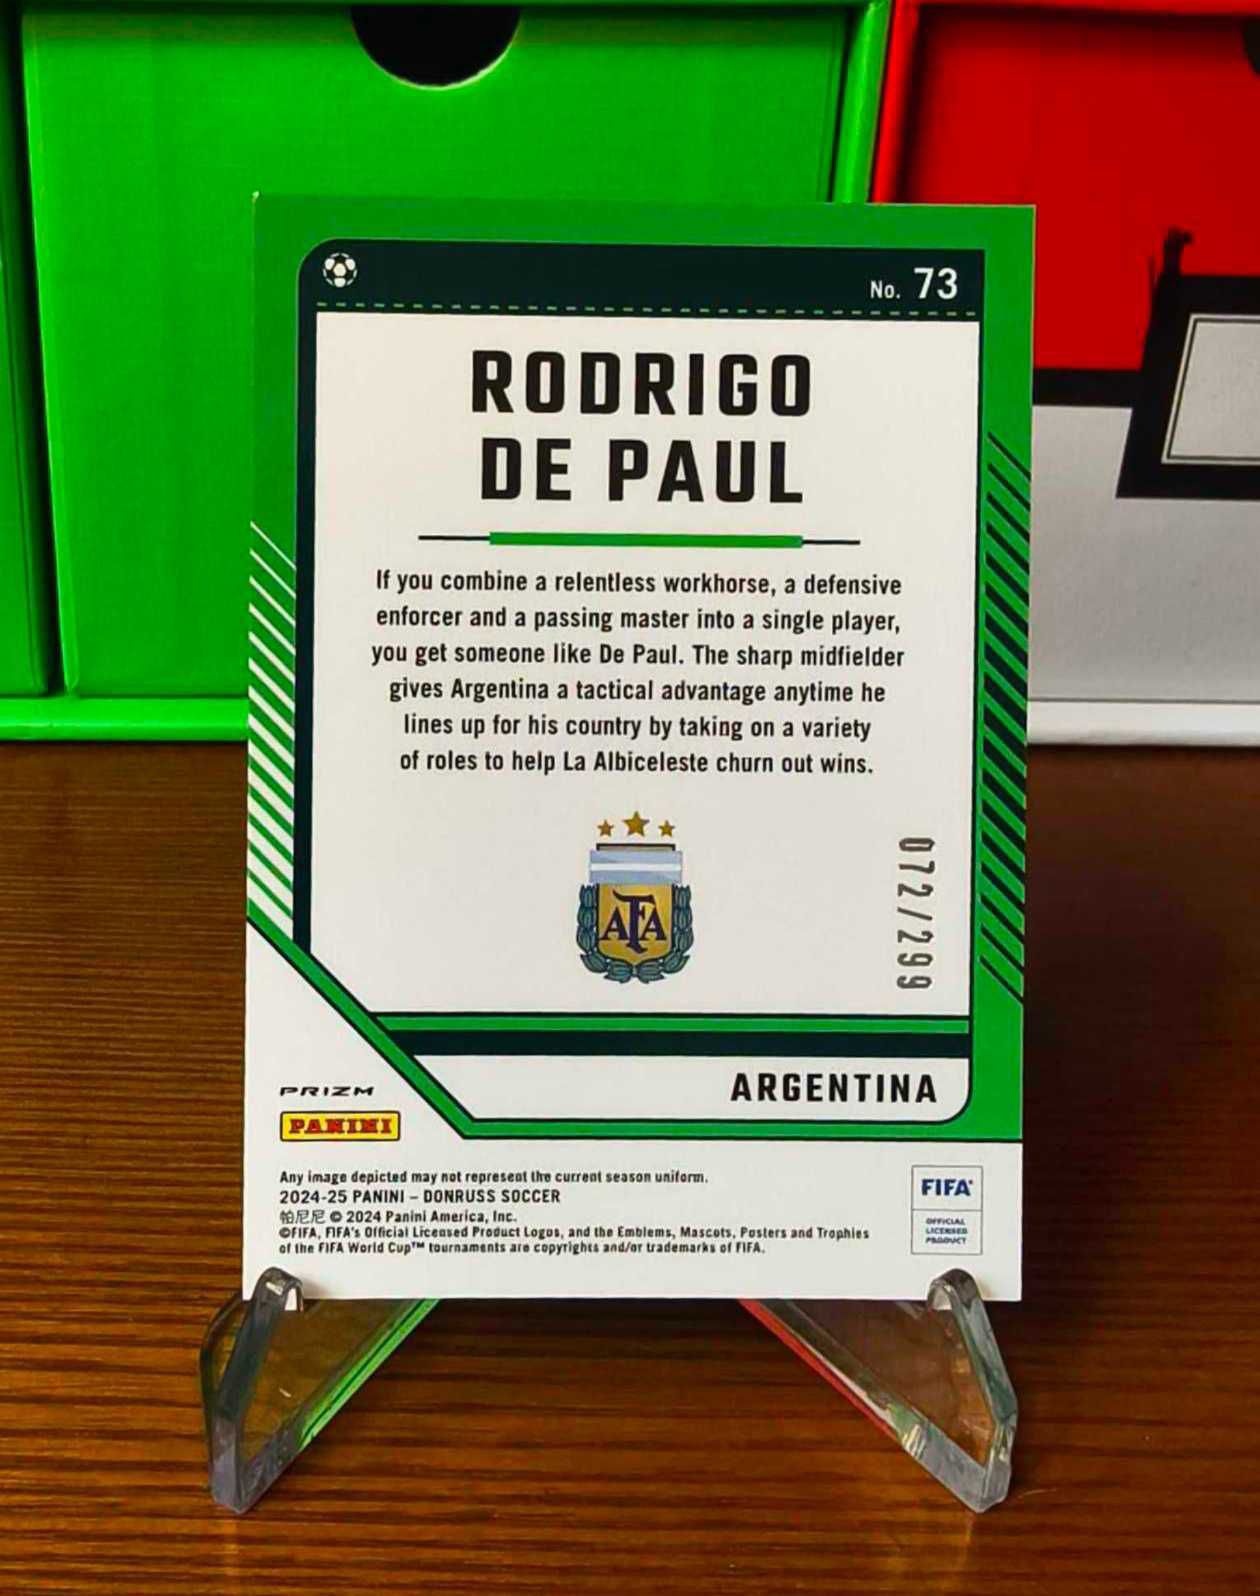 No. 73
RODRIGO
DE PAUL
If you combine a relentless workhorse, a defensive
enforcer and a passing master into a single player,
you get someone like De Paul. The sharp midfielder
gives Argentina a tactical advantage anytime he
lines up for his country by taking on a variety
of roles to help La Albiceleste churn out wins.
AFA
072/299
ARGENTINA
PRIZM
PANINI
Any image depicted may not represent the current season uniform.
2024-25 PANINI – DONRUSS SOCCER
帕尼尼 © 2024 Panini America, Inc.
©FIFA, FIFA's Official Licensed Product Logos, and the Emblems, Mascots, Posters and Trophies
of the FIFA World Cup™ tournaments are copyrights and/or trademarks of FIFA.
FIFA®
OFFICIAL
LICENSED
PRODUCT